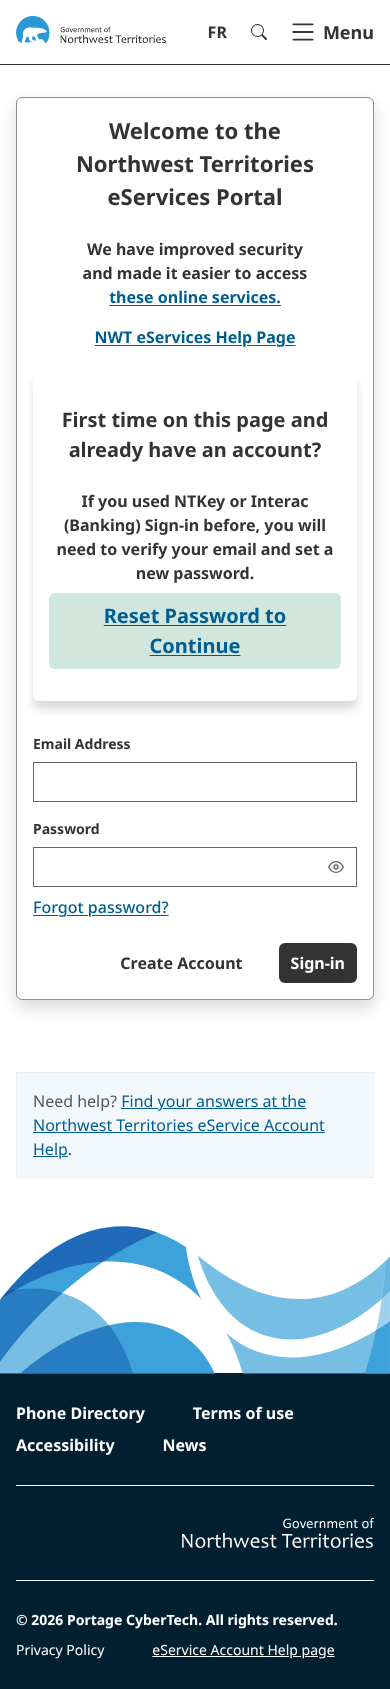 Government of
Northwest Territories
FR
Menu
Welcome to the
Northwest Territories
eServices Portal
We have improved security
and made it easier to access
these online services.
NWT eServices Help Page
First time on this page and
already have an account?
If you used NTKey or Interac
(Banking) Sign-in before, you will
need to verify your email and set a
new password.
Reset Password to
Continue
Email Address
Password
Forgot password?
Create Account
Sign-in
Need help? Find your answers at the
Northwest Territories eService Account
Help.
Phone Directory
Terms of use
Accessibility
News
Government of
Northwest Territories
© 2026 Portage CyberTech. All rights reserved.
Privacy Policy
eService Account Help page